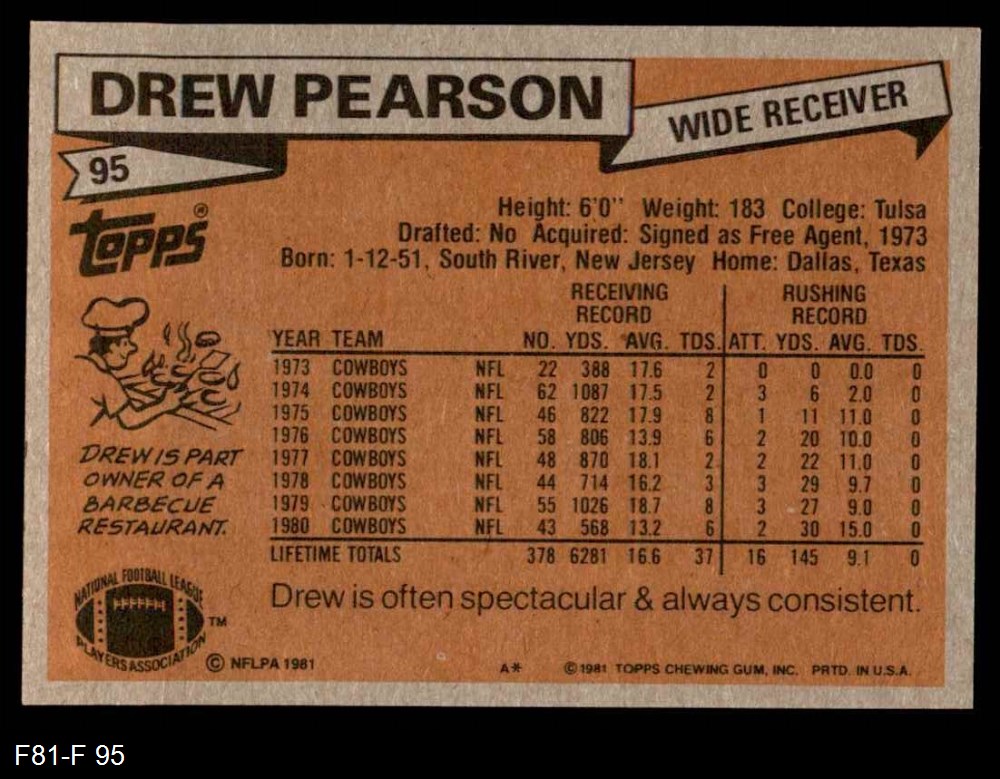 DREW PEARSON
WIDE RECEIVER
95
Topps®
Height: 6'0" Weight: 183 College: Tulsa
Drafted: No Acquired: Signed as Free Agent, 1973
Born: 1-12-51, South River, New Jersey Home: Dallas, Texas
RECEIVING RECORD RUSHING RECORD
YEAR TEAM NO. YDS. AVG. TDS. ATT. YDS. AVG. TDS.
1973 COWBOYS NFL 22 388 17.6 2 0 0 0.0 0
1974 COWBOYS NFL 62 1087 17.5 2 3 6 2.0 0
1975 COWBOYS NFL 46 822 17.9 8 1 11 11.0 0
1976 COWBOYS NFL 58 806 13.9 6 2 20 10.0 0
1977 COWBOYS NFL 48 870 18.1 2 2 22 11.0 0
1978 COWBOYS NFL 44 714 16.2 3 3 29 9.7 0
1979 COWBOYS NFL 55 1026 18.7 8 3 27 9.0 0
1980 COWBOYS NFL 43 568 13.2 6 2 30 15.0 0
LIFETIME TOTALS 378 6281 16.6 37 16 145 9.1 0
DREW IS PART
OWNER OF A
BARBECUE
RESTAURANT.
Drew is often spectacular & always consistent.
NATIONAL FOOTBALL LEAGUE
PLAYERS ASSOCIATION
TM
© NFLPA 1981
A* © 1981 TOPPS CHEWING GUM, INC. PRTD. IN U.S.A.
F81-F 95